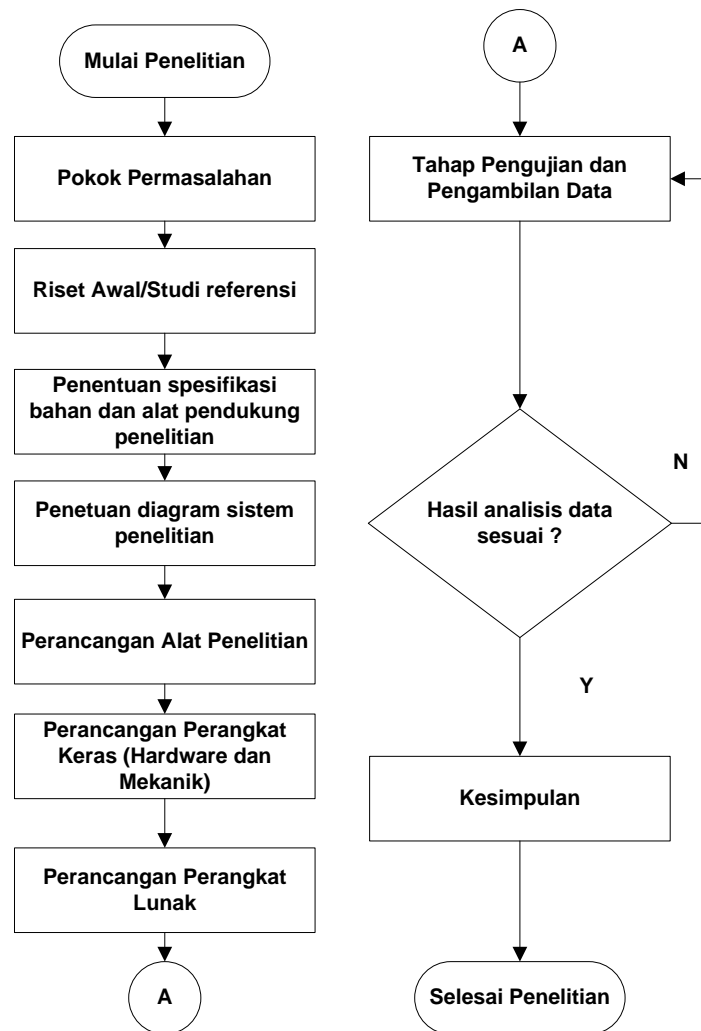 Mulai Penelitian
Pokok Permasalahan
Riset Awal/Studi referensi
Penentuan spesifikasi
bahan dan alat pendukung
penelitian
Penetuan diagram sistem
penelitian
Perancangan Alat Penelitian
Perancangan Perangkat
Keras (Hardware dan
Mekanik)
Perancangan Perangkat
Lunak
A
A
Tahap Pengujian dan
Pengambilan Data
Hasil analisis data
sesuai ?
N
Y
Kesimpulan
Selesai Penelitian